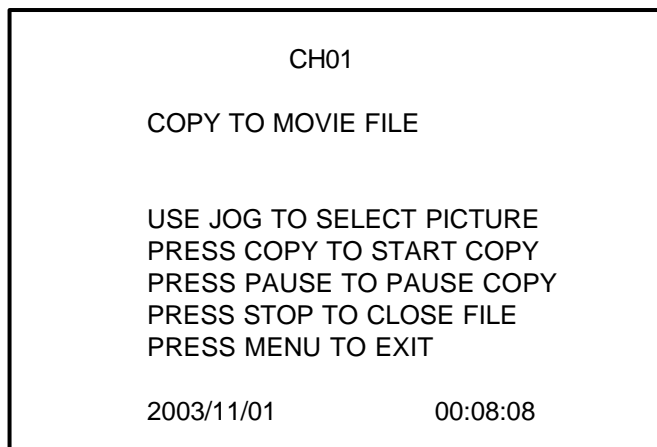 CH01
COPY TO MOVIE FILE
USE JOG TO SELECT PICTURE
PRESS COPY TO START COPY
PRESS PAUSE TO PAUSE COPY
PRESS STOP TO CLOSE FILE
PRESS MENU TO EXIT
2003/11/01 00:08:08